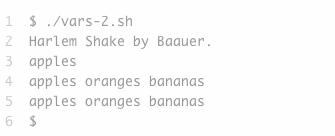 1 $ ./vars-2.sh
2 Harlem Shake by Baauer.
3 apples
4 apples oranges bananas
5 apples oranges bananas
6 $